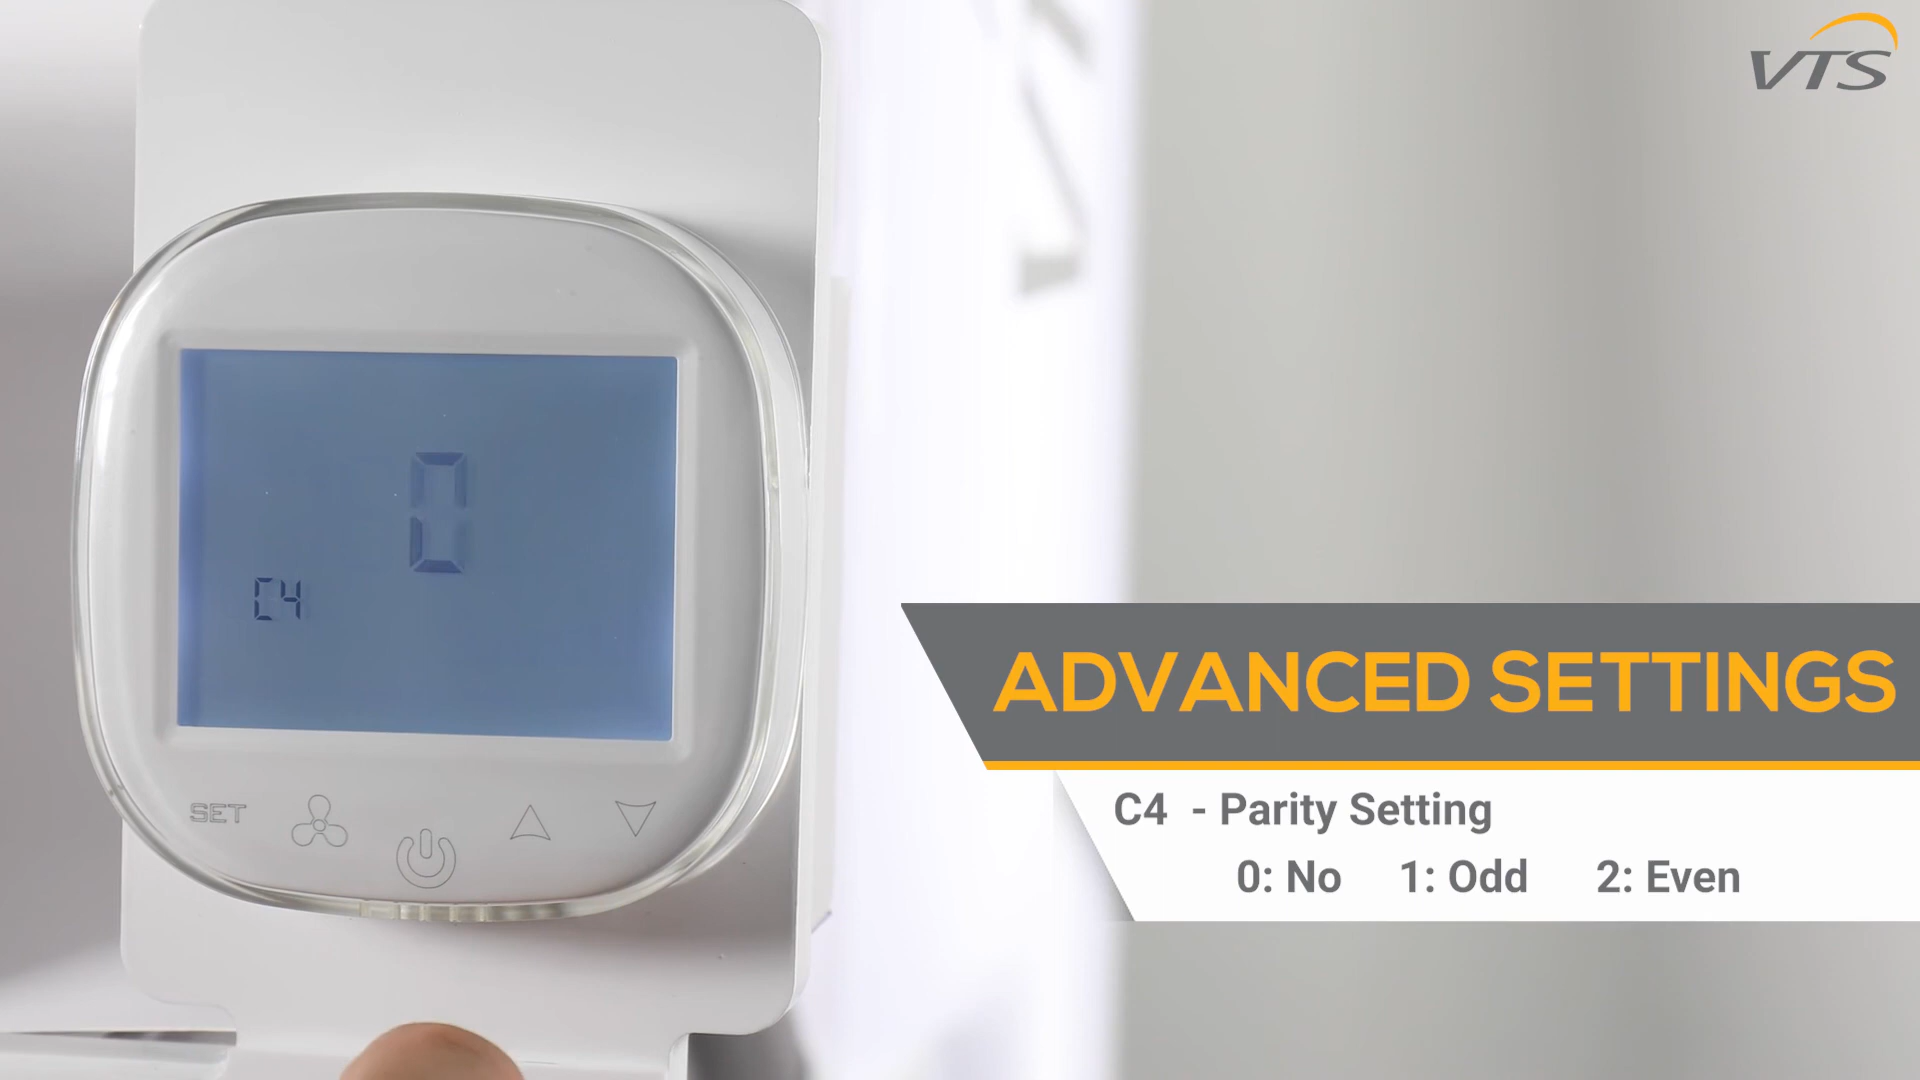 VTS
0
C4
SET
ADVANCED SETTINGS
C4 - Parity Setting
0: No 1: Odd 2: Even